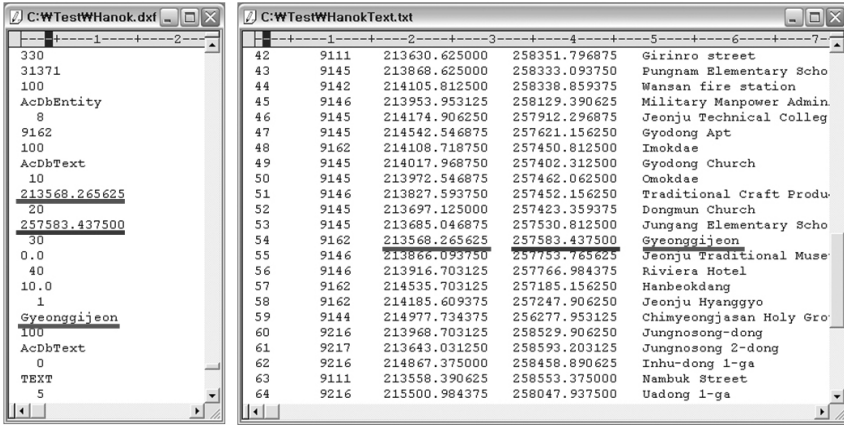 C:₩Test₩Hanok.dxf
├---■+----1----+----2---
330
31371
100
AcDbEntity
8
9162
100
AcDbText
10
213568.265625
20
257583.437500
30
0.0
40
10.0
1
Gyeonggijeon
100
AcDbText
0
TEXT
5
C:₩Test₩HanokText.txt
├■--+----1----+----2----+----3----+----4----+----5----+----6----+----7-
42 9111 213630.625000 258351.796875 Girinro street
43 9145 213868.625000 258333.093750 Pungnam Elementary Scho
44 9142 214105.812500 258338.859375 Wansan fire station
45 9146 213953.953125 258129.390625 Military Manpower Admin
46 9145 214174.906250 257912.296875 Jeonju Technical Colleg
47 9145 214542.546875 257621.156250 Gyodong Apt
48 9162 214108.718750 257450.812500 Imokdae
49 9145 214017.968750 257402.312500 Gyodong Church
50 9145 213972.546875 257462.062500 Omokdae
51 9146 213827.593750 257452.156250 Traditional Craft Produ
52 9145 213697.125000 257423.359375 Dongmun Church
53 9145 213685.046875 257530.812500 Jungang Elementary Scho
54 9162 213568.265625 257583.437500 Gyeonggijeon
55 9146 213866.093750 257753.765625 Jeonju Traditional Muse
56 9146 213916.703125 257766.984375 Riviera Hotel
57 9162 214535.703125 257185.156250 Hanbeokdang
58 9162 214185.609375 257247.906250 Jeonju Hyanggyo
59 9144 214977.734375 256277.953125 Chimyeongjasan Holy Gro
60 9216 213968.703125 258529.906250 Jungnosong-dong
61 9217 213643.031250 258593.203125 Jungnosong 2-dong
62 9216 214867.375000 258458.890625 Inhu-dong 1-ga
63 9111 213558.390625 258553.375000 Nambuk Street
64 9216 215500.984375 258047.937500 Uadong 1-ga